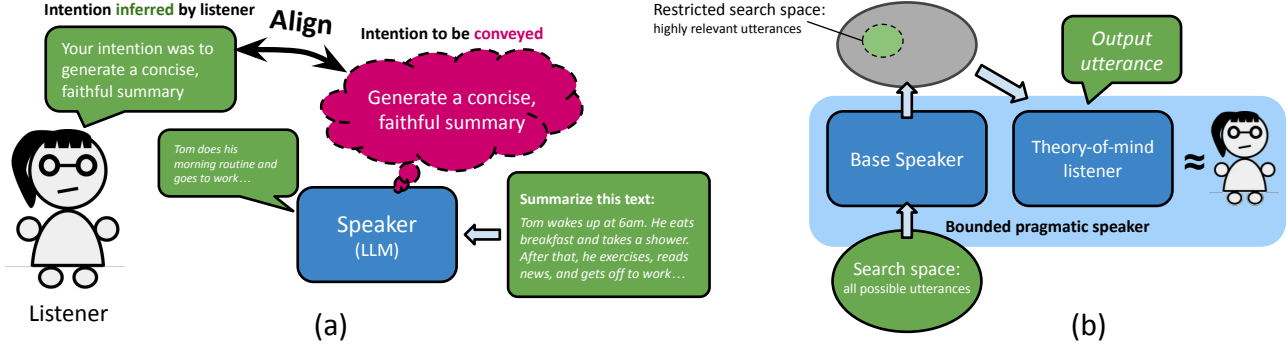 Intention inferred by listener
Your intention was to
generate a concise,
faithful summary
Align
Intention to be conveyed
Generate a concise,
faithful summary
Tom does his
morning routine and
goes to work…
Speaker
(LLM)
Summarize this text:
Tom wakes up at 6am. He eats
breakfast and takes a shower.
After that, he exercises, reads
news, and gets off to work…
Listener
(a)
Restricted search space:
highly relevant utterances
Output
utterance
Base Speaker
Theory-of-mind
listener
≈
Bounded pragmatic speaker
Search space:
all possible utterances
(b)